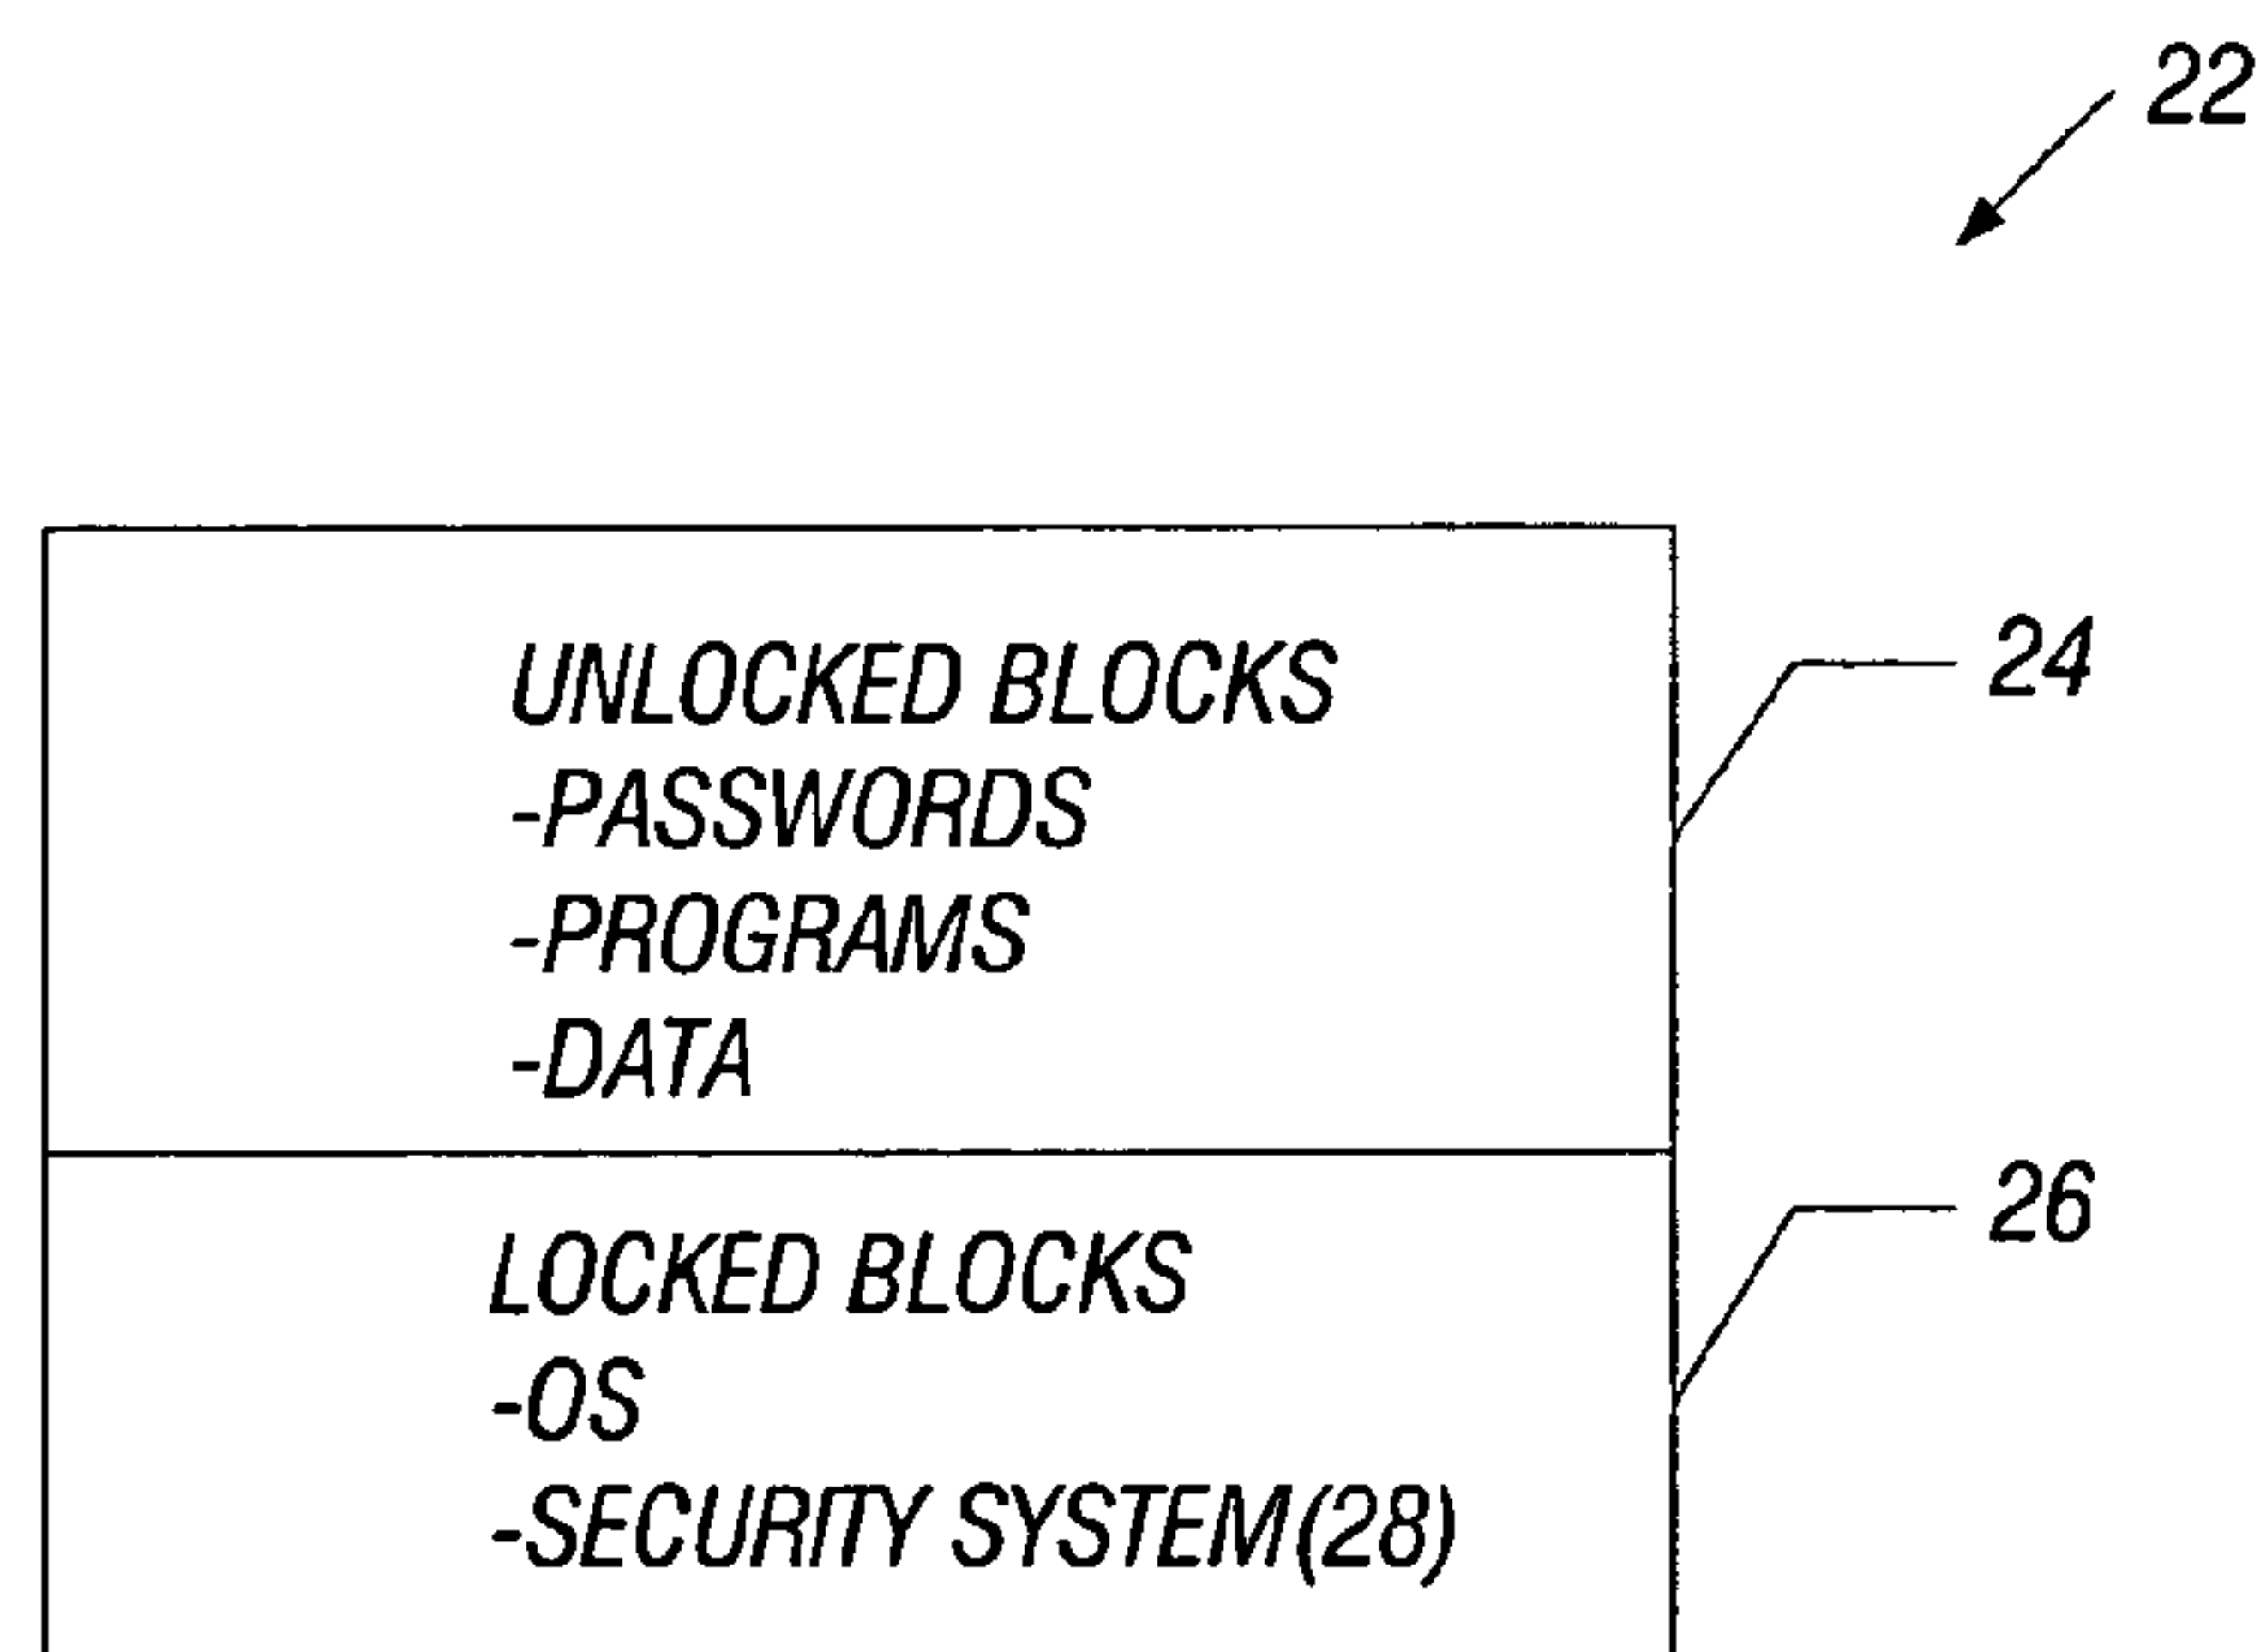 22
UNLOCKED BLOCKS
24
-PASSWORDS
-PROGRAMS
-DATA
LOCKED BLOCKS
26
-OS
-SECURITY SYSTEM(28)